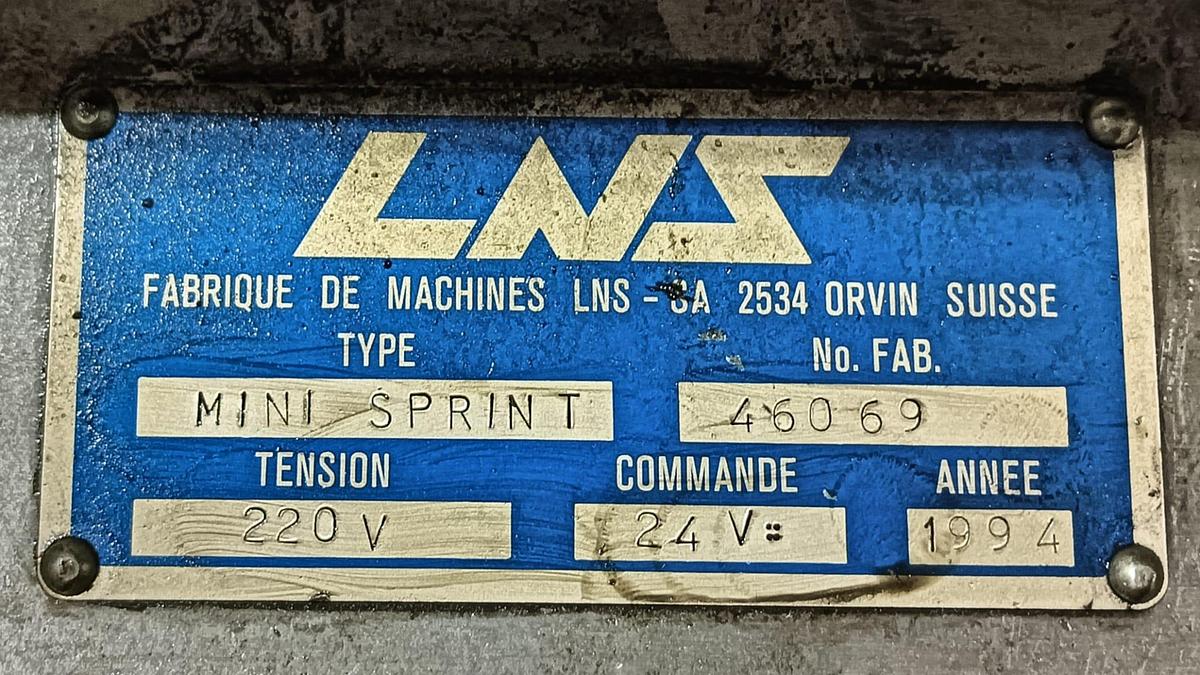 LNS
FABRIQUE DE MACHINES LNS - SA 2534 ORVIN SUISSE
TYPE No. FAB.
MINI SPRINT 46069
TENSION COMMANDE ANNEE
220 V 24 V 1994